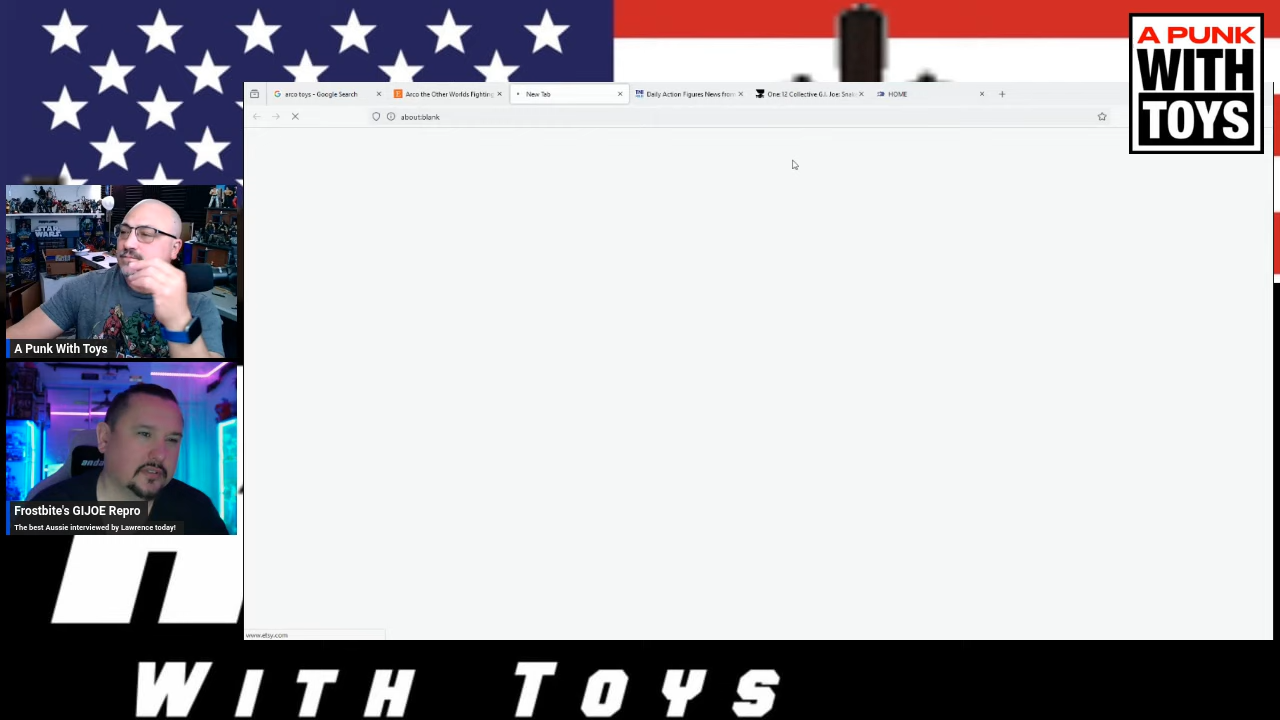 A PUNK
WITH
TOYS
arco toys - Google Search
Arco the Other Worlds Fighting
New Tab
Daily Action Figures News from
One:12 Collective G.I. Joe: Snak
HOME
about:blank
STAR
WARS
A Punk With Toys
Frostbite's GIJOE Repro
The best Aussie interviewed by Lawrence today!
www.etsy.com
WITH TOYS